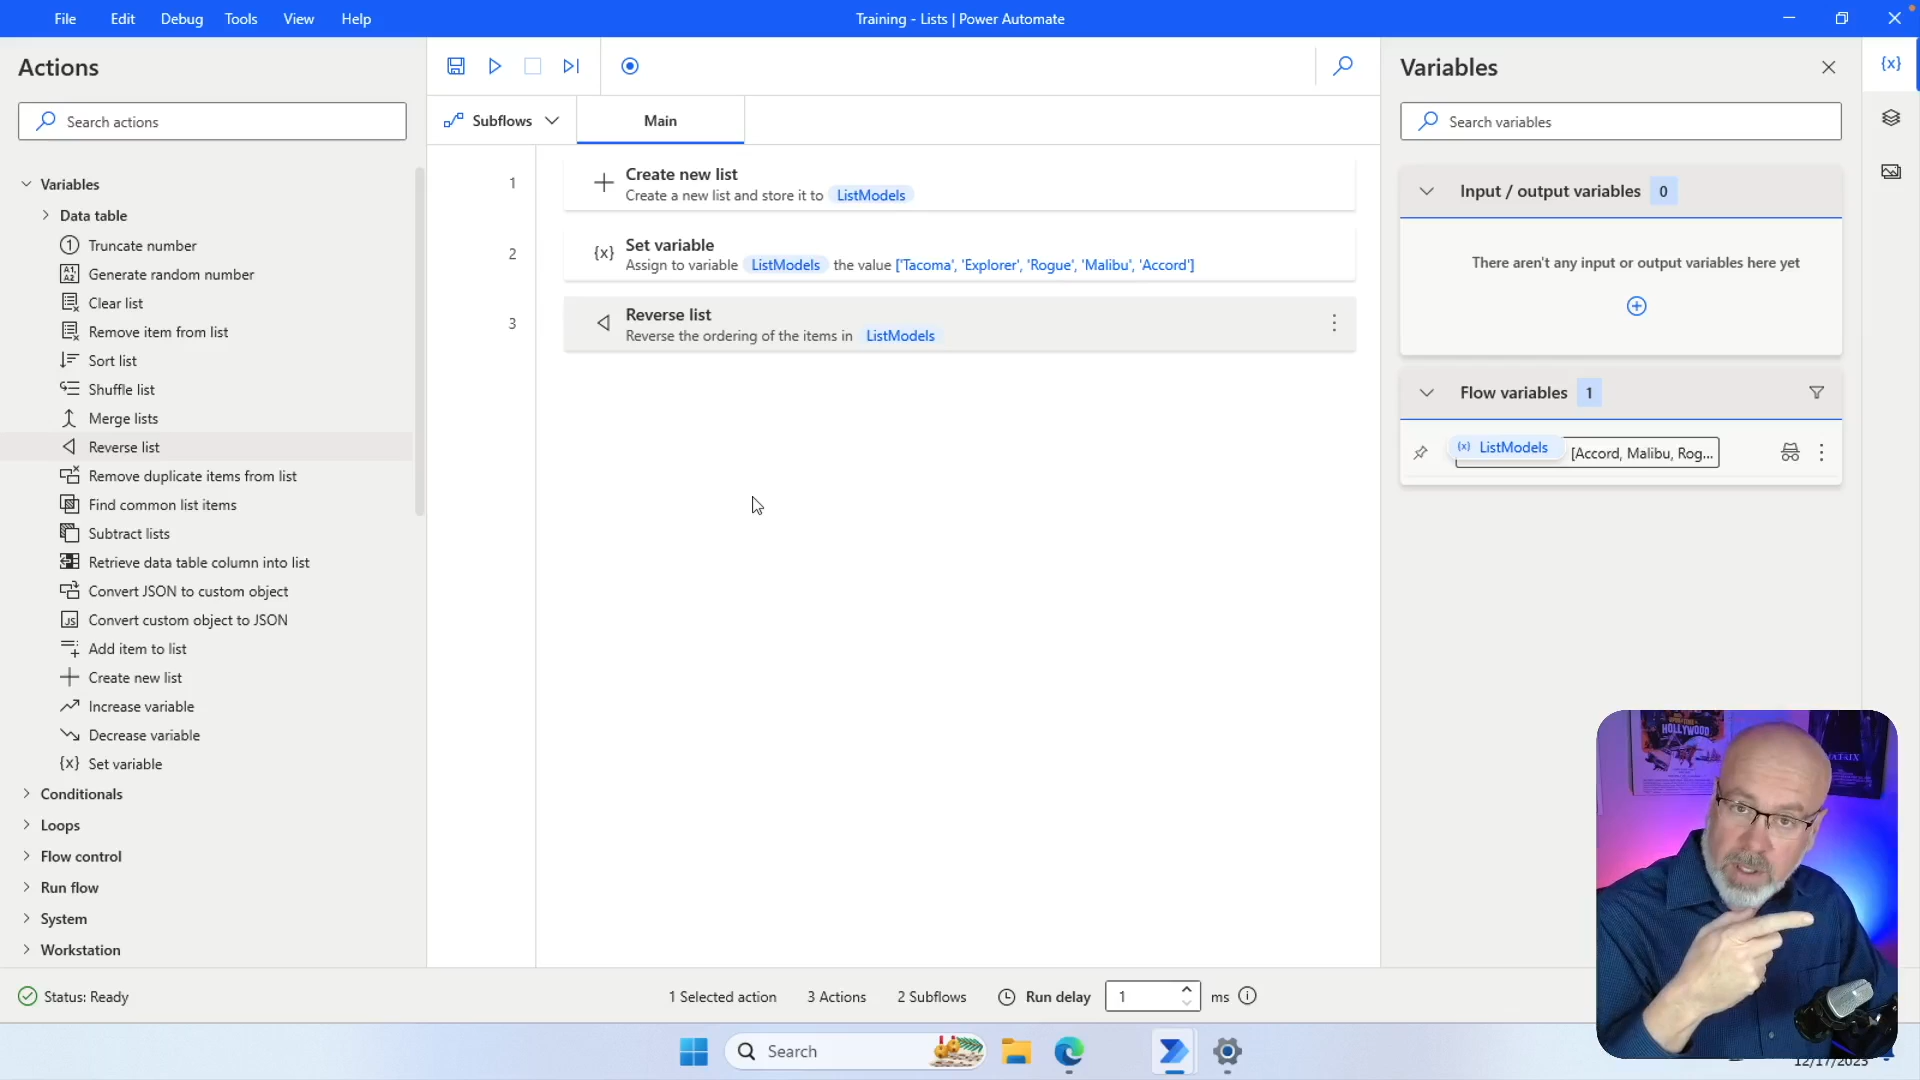 File Edit Debug Tools View Help
Training - Lists | Power Automate
Actions
Search actions
Variables
Data table
Truncate number
Generate random number
Clear list
Remove item from list
Sort list
Shuffle list
Merge lists
Reverse list
Remove duplicate items from list
Find common list items
Subtract lists
Retrieve data table column into list
Convert JSON to custom object
Convert custom object to JSON
Add item to list
Create new list
Increase variable
Decrease variable
{x} Set variable
Conditionals
Loops
Flow control
Run flow
System
Workstation
Subflows
Main
1
Create new list
Create a new list and store it to ListModels
2
{x} Set variable
Assign to variable ListModels the value ['Tacoma', 'Explorer', 'Rogue', 'Malibu', 'Accord']
3
Reverse list
Reverse the ordering of the items in ListModels
Variables
{x}
Search variables
Input / output variables 0
There aren't any input or output variables here yet
Flow variables 1
(x) ListModels [Accord, Malibu, Rog...
HOLLYWOOD
Status: Ready
1 Selected action 3 Actions 2 Subflows Run delay 1 ms
Search
12/17/2023